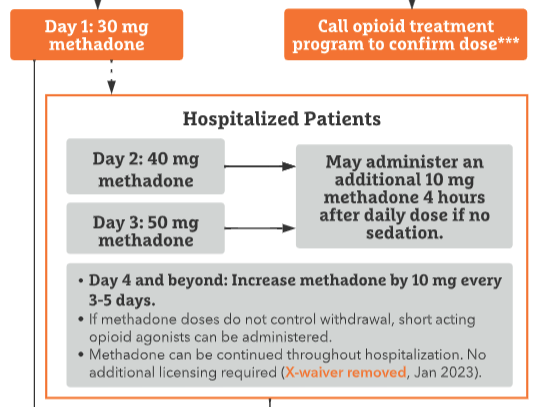 Day 1: 30 mg
methadone
Call opioid treatment
program to confirm dose***
Hospitalized Patients
Day 2: 40 mg
methadone
May administer an
additional 10 mg
methadone 4 hours
after daily dose if no
sedation.
Day 3: 50 mg
methadone
• Day 4 and beyond: Increase methadone by 10 mg every
3-5 days.
• If methadone doses do not control withdrawal, short acting
opioid agonists can be administered.
• Methadone can be continued throughout hospitalization. No
additional licensing required (X-waiver removed, Jan 2023).